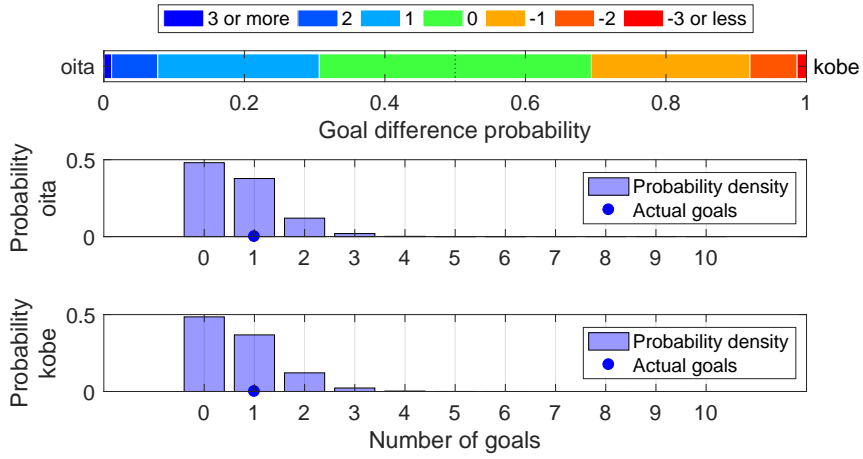 3 or more 2 1 0 -1 -2 -3 or less
oita kobe
0 0.2 0.4 0.6 0.8 1
Goal difference probability
Probability
oita
0.5
0
Probability density
Actual goals
0 1 2 3 4 5 6 7 8 9 10
Probability
kobe
0.5
0
Probability density
Actual goals
0 1 2 3 4 5 6 7 8 9 10
Number of goals